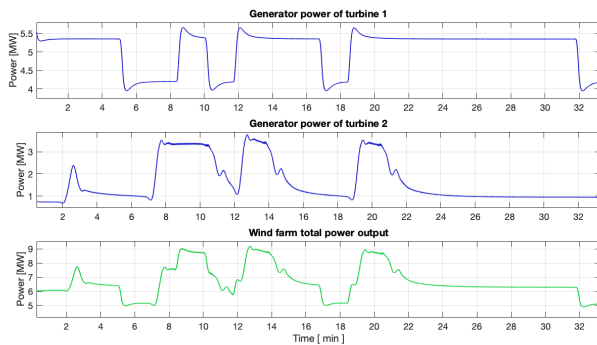 Generator power of turbine 1
Power [MW]
5.5
5
4.5
4
2 4 6 8 10 12 14 16 18 20 22 24 26 28 30 32
Generator power of turbine 2
Power [MW]
3
2
1
2 4 6 8 10 12 14 16 18 20 22 24 26 28 30 32
Wind farm total power output
Power [MW]
9
8
7
6
5
2 4 6 8 10 12 14 16 18 20 22 24 26 28 30 32
Time [ min ]